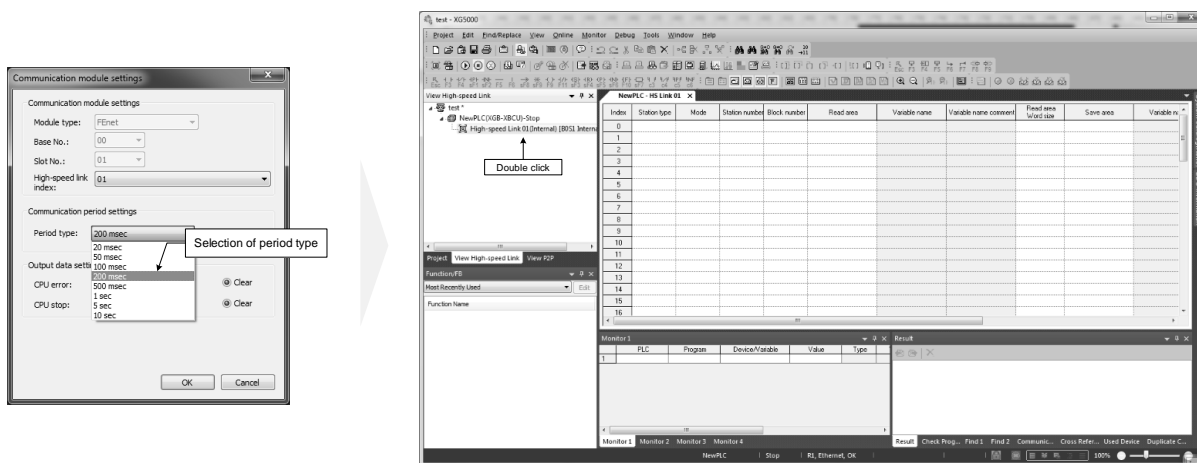 Communication module settings
Communication module settings
Module type: FEnet
Base No.: 00
Slot No.: 01
High-speed link index: 01
Communication period settings
Period type: 200 msec
20 msec
50 msec
100 msec
200 msec
500 msec
1 sec
5 sec
10 sec
Selection of period type
Output data setti
CPU error: Clear
CPU stop: Clear
OK Cancel
test - XG5000
Project Edit Find/Replace View Online Monitor Debug Tools Window Help
View High-speed Link
test *
NewPLC(XGB-XBCU)-Stop
High-speed Link 01(Internal) [B0S1 Interna
Double click
Project View High-speed Link View P2P
Function/FB
Most Recently Used Edit
Function Name
NewPLC - HS Link 01
Index Station type Mode Station number Block number Read area Variable name Variable name comment Read area Word size Save area Variable n
0
1
2
3
4
5
6
7
8
9
10
11
12
13
14
15
16
Monitor 1
PLC Program Device/Variable Value Type
1
Monitor 1 Monitor 2 Monitor 3 Monitor 4
Result
Result Check Prog... Find 1 Find 2 Communic... Cross Refer... Used Device Duplicate C...
NewPLC Stop R1, Ethernet, OK 100%